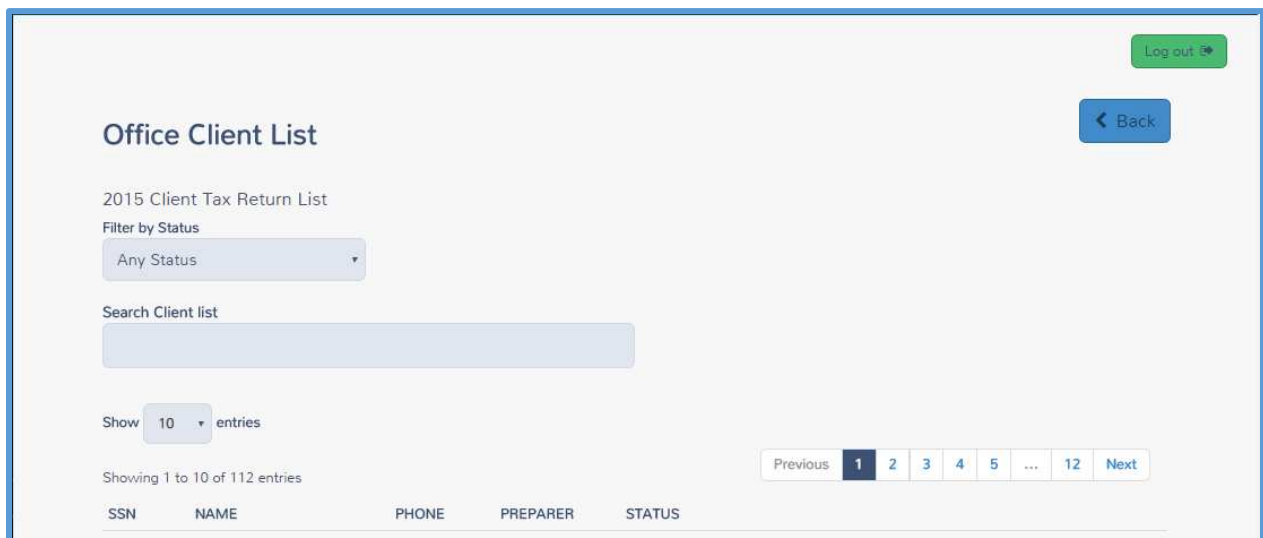 Log out
Office Client List
Back
2015 Client Tax Return List
Filter by Status
Any Status
Search Client list
Show 10 entries
Previous 1 2 3 4 5 ... 12 Next
Showing 1 to 10 of 112 entries
SSN NAME PHONE PREPARER STATUS